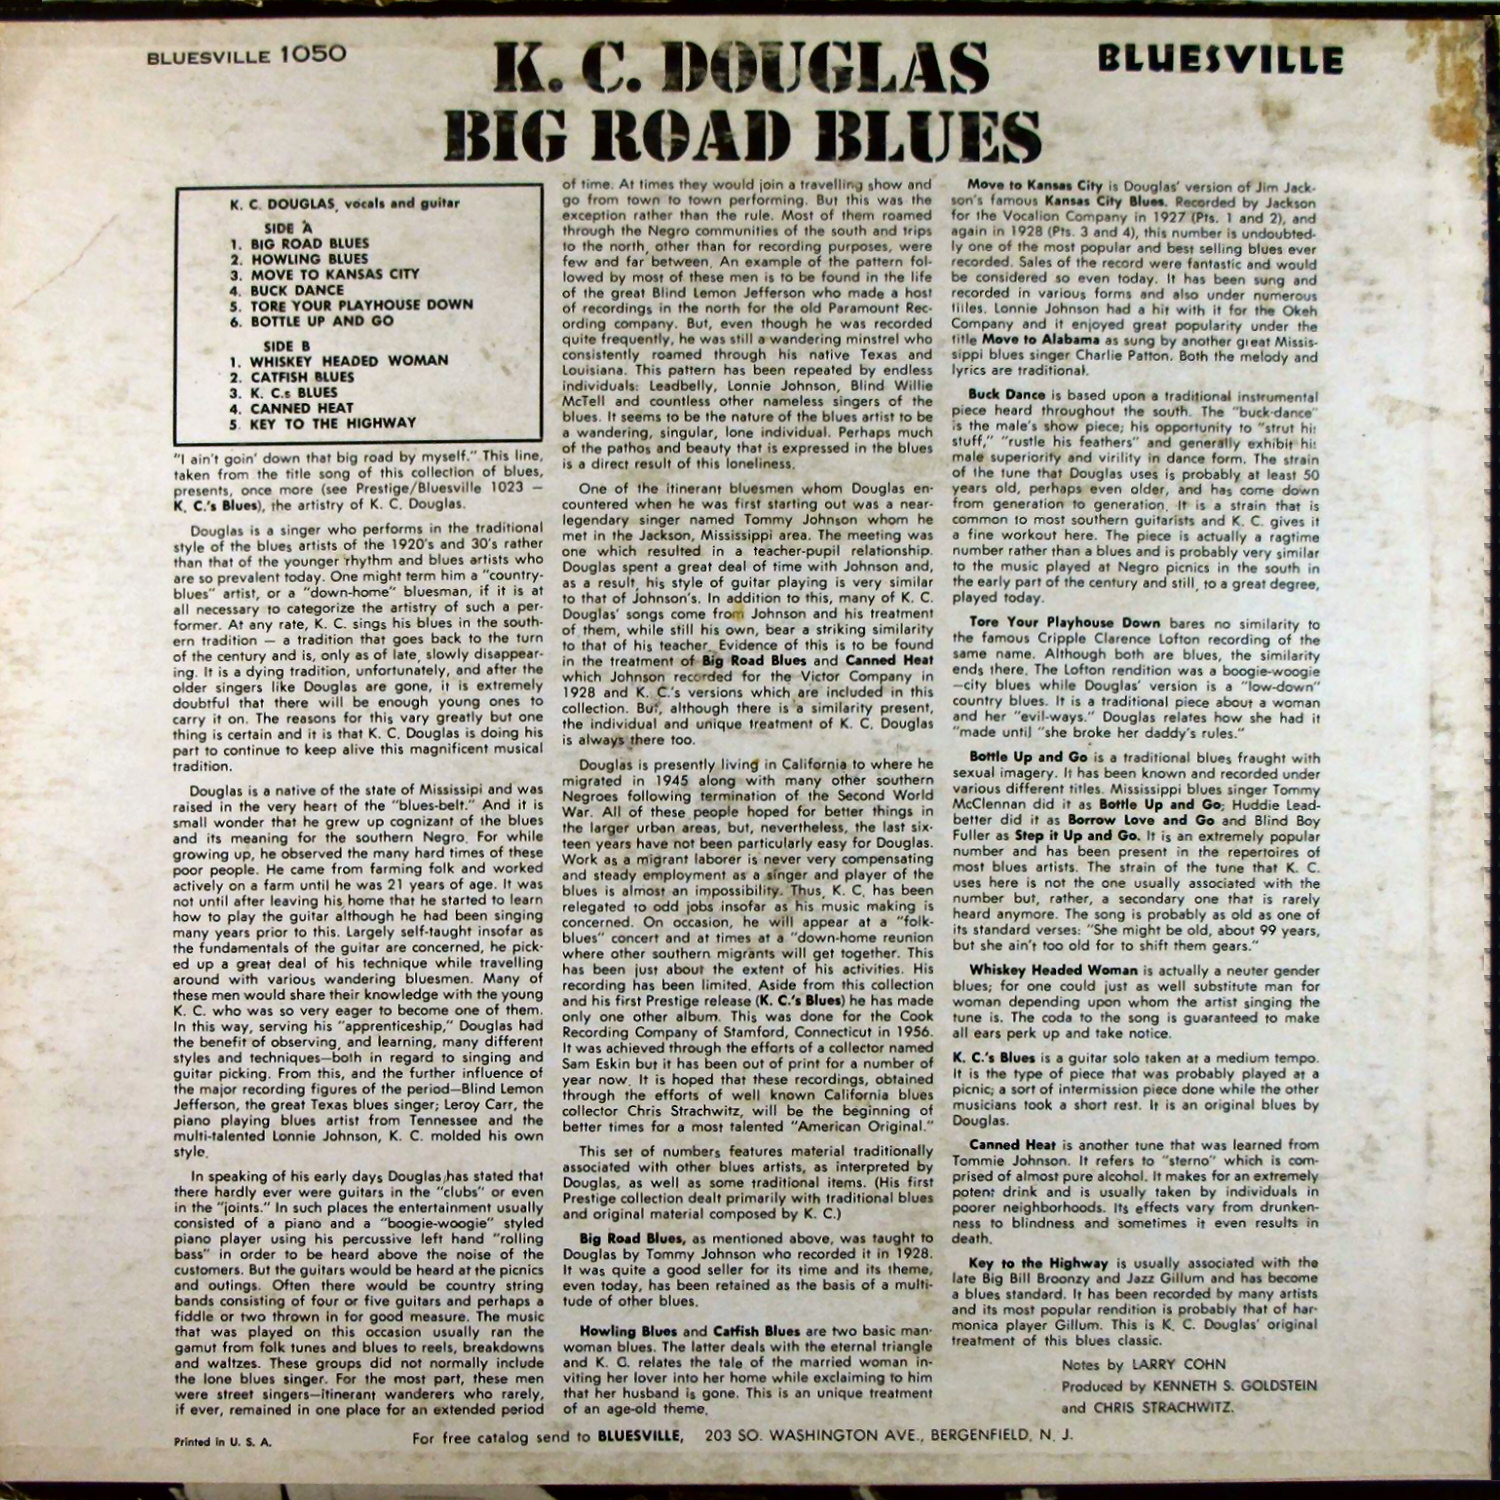 BLUESVILLE 1050
K. C. DOUGLAS
BIG ROAD BLUES
BLUESVILLE
K. C. DOUGLAS, vocals and guitar
SIDE A
1. BIG ROAD BLUES
2. HOWLING BLUES
3. MOVE TO KANSAS CITY
4. BUCK DANCE
5. TORE YOUR PLAYHOUSE DOWN
6. BOTTLE UP AND GO
SIDE B
1. WHISKEY HEADED WOMAN
2. CATFISH BLUES
3. K. C.s BLUES
4. CANNED HEAT
5. KEY TO THE HIGHWAY
"I ain't goin' down that big road by myself." This line,
taken from the title song of this collection of blues,
presents, once more (see Prestige/Bluesville 1023 —
K. C.'s Blues), the artistry of K. C. Douglas.
Douglas is a singer who performs in the traditional
style of the blues artists of the 1920's and 30's rather
than that of the younger rhythm and blues artists who
are so prevalent today. One might term him a "country-
blues" artist, or a "down-home" bluesman, if it is at
all necessary to categorize the artistry of such a per-
former. At any rate, K. C. sings his blues in the south-
ern tradition — a tradition that goes back to the turn
of the century and is, only as of late, slowly disappear-
ing. It is a dying tradition, unfortunately, and after the
older singers like Douglas are gone, it is extremely
doubtful that there will be enough young ones to
carry it on. The reasons for this vary greatly but one
thing is certain and it is that K. C. Douglas is doing his
part to continue to keep alive this magnificent musical
tradition.
Douglas is a native of the state of Mississipi and was
raised in the very heart of the "blues-belt." And it is
small wonder that he grew up cognizant of the blues
and its meaning for the southern Negro. For while
growing up, he observed the many hard times of these
poor people. He came from farming folk and worked
actively on a farm until he was 21 years of age. It was
not until after leaving his home that he started to learn
how to play the guitar although he had been singing
many years prior to this. Largely self-taught insofar as
the fundamentals of the guitar are concerned, he pick-
ed up a great deal of his technique while travelling
around with various wandering bluesmen. Many of
these men would share their knowledge with the young
K. C. who was so very eager to become one of them.
In this way, serving his "apprenticeship," Douglas had
the benefit of observing, and learning, many different
styles and techniques—both in regard to singing and
guitar picking. From this, and the further influence of
the major recording figures of the period—Blind Lemon
Jefferson, the great Texas blues singer; Leroy Carr, the
piano playing blues artist from Tennessee and the
multi-talented Lonnie Johnson, K. C. molded his own
style.
In speaking of his early days Douglas has stated that
there hardly ever were guitars in the "clubs" or even
in the "joints." In such places the entertainment usually
consisted of a piano and a "boogie-woogie" styled
piano player using his percussive left hand "rolling
bass" in order to be heard above the noise of the
customers. But the guitars would be heard at the picnics
and outings. Often there would be country string
bands consisting of four or five guitars and perhaps a
fiddle or two thrown in for good measure. The music
that was played on this occasion usually ran the
gamut from folk tunes and blues to reels, breakdowns
and waltzes. These groups did not normally include
the lone blues singer. For the most part, these men
were street singers—itinerant wanderers who rarely,
if ever, remained in one place for an extended period
of time. At times they would join a travelling show and
go from town to town performing. But this was the
exception rather than the rule. Most of them roamed
through the Negro communities of the south and trips
to the north, other than for recording purposes, were
few and far between. An example of the pattern fol-
lowed by most of these men is to be found in the life
of the great Blind Lemon Jefferson who made a host
of recordings in the north for the old Paramount Rec-
ording company. But, even though he was recorded
quite frequently, he was still a wandering minstrel who
consistently roamed through his native Texas and
Louisiana. This pattern has been repeated by endless
individuals: Leadbelly, Lonnie Johnson, Blind Willie
McTell and countless other nameless singers of the
blues. It seems to be the nature of the blues artist to be
a wandering, singular, lone individual. Perhaps much
of the pathos and beauty that is expressed in the blues
is a direct result of this loneliness.
One of the itinerant bluesmen whom Douglas en-
countered when he was first starting out was a near-
legendary singer named Tommy Johnson whom he
met in the Jackson, Mississippi area. The meeting was
one which resulted in a teacher-pupil relationship.
Douglas spent a great deal of time with Johnson and,
as a result, his style of guitar playing is very similar
to that of Johnson's. In addition to this, many of K. C.
Douglas' songs come from Johnson and his treatment
of them, while still his own, bear a striking similarity
to that of his teacher. Evidence of this is to be found
in the treatment of Big Road Blues and Canned Heat
which Johnson recorded for the Victor Company in
1928 and K. C.'s versions which are included in this
collection. But, although there is a similarity present,
the individual and unique treatment of K. C. Douglas
is always there too.
Douglas is presently living in California to where he
migrated in 1945 along with many other southern
Negroes following termination of the Second World
War. All of these people hoped for better things in
the larger urban areas, but, nevertheless, the last six-
teen years have not been particularly easy for Douglas.
Work as a migrant laborer is never very compensating
and steady employment as a singer and player of the
blues is almost an impossibility. Thus, K. C. has been
relegated to odd jobs insofar as his music making is
concerned. On occasion, he will appear at a "folk-
blues" concert and at times at a "down-home reunion
where other southern migrants will get together. This
has been just about the extent of his activities. His
recording has been limited. Aside from this collection
and his first Prestige release (K. C.'s Blues) he has made
only one other album. This was done for the Cook
Recording Company of Stamford, Connecticut in 1956.
It was achieved through the efforts of a collector named
Sam Eskin but it has been out of print for a number of
year now. It is hoped that these recordings, obtained
through the efforts of well known California blues
collector Chris Strachwitz, will be the beginning of
better times for a most talented "American Original."
This set of numbers features material traditionally
associated with other blues artists, as interpreted by
Douglas, as well as some traditional items. (His first
Prestige collection dealt primarily with traditional blues
and original material composed by K. C.)
Big Road Blues, as mentioned above, was taught to
Douglas by Tommy Johnson who recorded it in 1928.
It was quite a good seller for its time and its theme,
even today, has been retained as the basis of a multi-
tude of other blues.
Howling Blues and Catfish Blues are two basic man-
woman blues. The latter deals with the eternal triangle
and K. C. relates the tale of the married woman in-
viting her lover into her home while exclaiming to him
that her husband is gone. This is an unique treatment
of an age-old theme.
Move to Kansas City is Douglas' version of Jim Jack-
son's famous Kansas City Blues. Recorded by Jackson
for the Vocalion Company in 1927 (Pts. 1 and 2), and
again in 1928 (Pts. 3 and 4), this number is undoubted-
ly one of the most popular and best selling blues ever
recorded. Sales of the record were fantastic and would
be considered so even today. It has been sung and
recorded in various forms and also under numerous
titles. Lonnie Johnson had a hit with it for the Okeh
Company and it enjoyed great popularity under the
title Move to Alabama as sung by another great Missis-
sippi blues singer Charlie Patton. Both the melody and
lyrics are traditional.
Buck Dance is based upon a traditional instrumental
piece heard throughout the south. The "buck-dance"
is the male's show piece; his opportunity to "strut his
stuff," "rustle his feathers" and generally exhibit his
male superiority and virility in dance form. The strain
of the tune that Douglas uses is probably at least 50
years old, perhaps even older, and has come down
from generation to generation. It is a strain that is
common to most southern guitarists and K. C. gives it
a fine workout here. The piece is actually a ragtime
number rather than a blues and is probably very similar
to the music played at Negro picnics in the south in
the early part of the century and still, to a great degree,
played today.
Tore Your Playhouse Down bares no similarity to
the famous Cripple Clarence Lofton recording of the
same name. Although both are blues, the similarity
ends there. The Lofton rendition was a boogie-woogie
—city blues while Douglas' version is a "low-down"
country blues. It is a traditional piece about a woman
and her "evil-ways." Douglas relates how she had it
"made until "she broke her daddy's rules."
Bottle Up and Go is a traditional blues fraught with
sexual imagery. It has been known and recorded under
various different titles. Mississippi blues singer Tommy
McClennan did it as Bottle Up and Go; Huddie Lead-
better did it as Borrow Love and Go and Blind Boy
Fuller as Step it Up and Go. It is an extremely popular
number and has been present in the repertoires of
most blues artists. The strain of the tune that K. C.
uses here is not the one usually associated with the
number but, rather, a secondary one that is rarely
heard anymore. The song is probably as old as one of
its standard verses: "She might be old, about 99 years,
but she ain't too old for to shift them gears."
Whiskey Headed Woman is actually a neuter gender
blues; for one could just as well substitute man for
woman depending upon whom the artist singing the
tune is. The coda to the song is guaranteed to make
all ears perk up and take notice.
K. C.'s Blues is a guitar solo taken at a medium tempo.
It is the type of piece that was probably played at a
picnic; a sort of intermission piece done while the other
musicians took a short rest. It is an original blues by
Douglas.
Canned Heat is another tune that was learned from
Tommie Johnson. It refers to "sterno" which is com-
prised of almost pure alcohol. It makes for an extremely
potent drink and is usually taken by individuals in
poorer neighborhoods. Its effects vary from drunken-
ness to blindness and sometimes it even results in
death.
Key to the Highway is usually associated with the
late Big Bill Broonzy and Jazz Gillum and has become
a blues standard. It has been recorded by many artists
and its most popular rendition is probably that of har-
monica player Gillum. This is K. C. Douglas' original
treatment of this blues classic.
Notes by LARRY COHN
Produced by KENNETH S. GOLDSTEIN
and CHRIS STRACHWITZ.
Printed in U. S. A.
For free catalog send to BLUESVILLE, 203 SO. WASHINGTON AVE., BERGENFIELD, N. J.